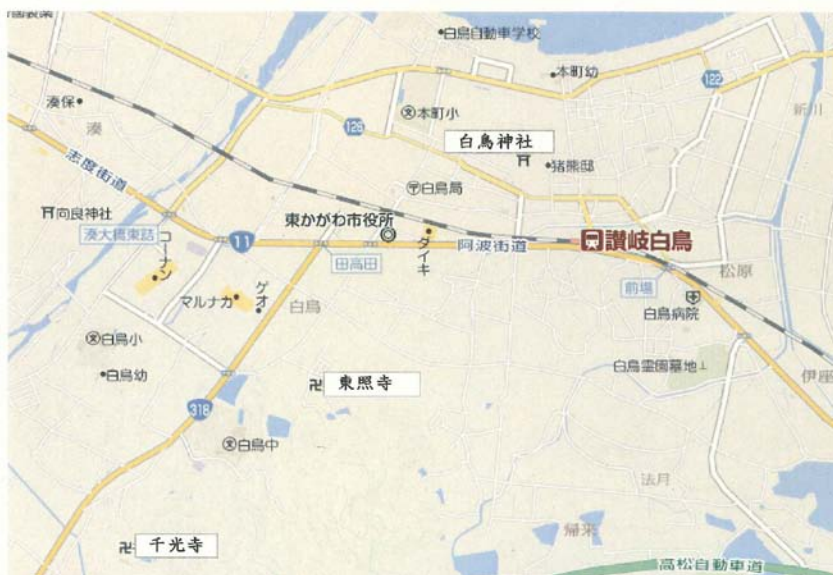 白鳥自動車学校
本町幼
122
湊保
湊
本町小
126
新川
白鳥神社
猪熊邸
志度街道
白鳥局
向良神社
東かがわ市役所
湊大橋東詰
コーナン
11
ダイキ
阿波街道
讃岐白鳥
田高田
松原
前場
マルナカ
ゲオ
白鳥
白鳥病院
白鳥小
白鳥霊園墓地
白鳥幼
東照寺
伊座
318
白鳥中
法月
帰来
千光寺
高松自動車道